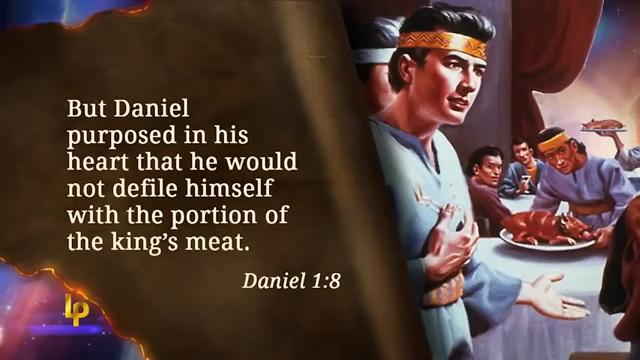 But Daniel
purposed in his
heart that he would
not defile himself
with the portion of
the king’s meat.
Daniel 1:8
LP